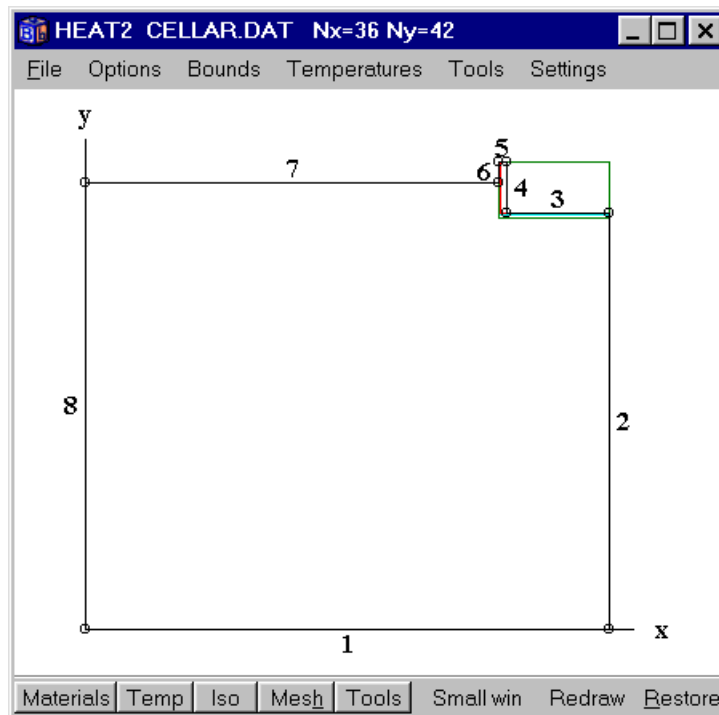 HEAT2 CELLAR.DAT Nx=36 Ny=42
File Options Bounds Temperatures Tools Settings
y
5
7
6
4
3
8
2
1
x
Materials Temp Iso Mesh Tools Small win Redraw Restore